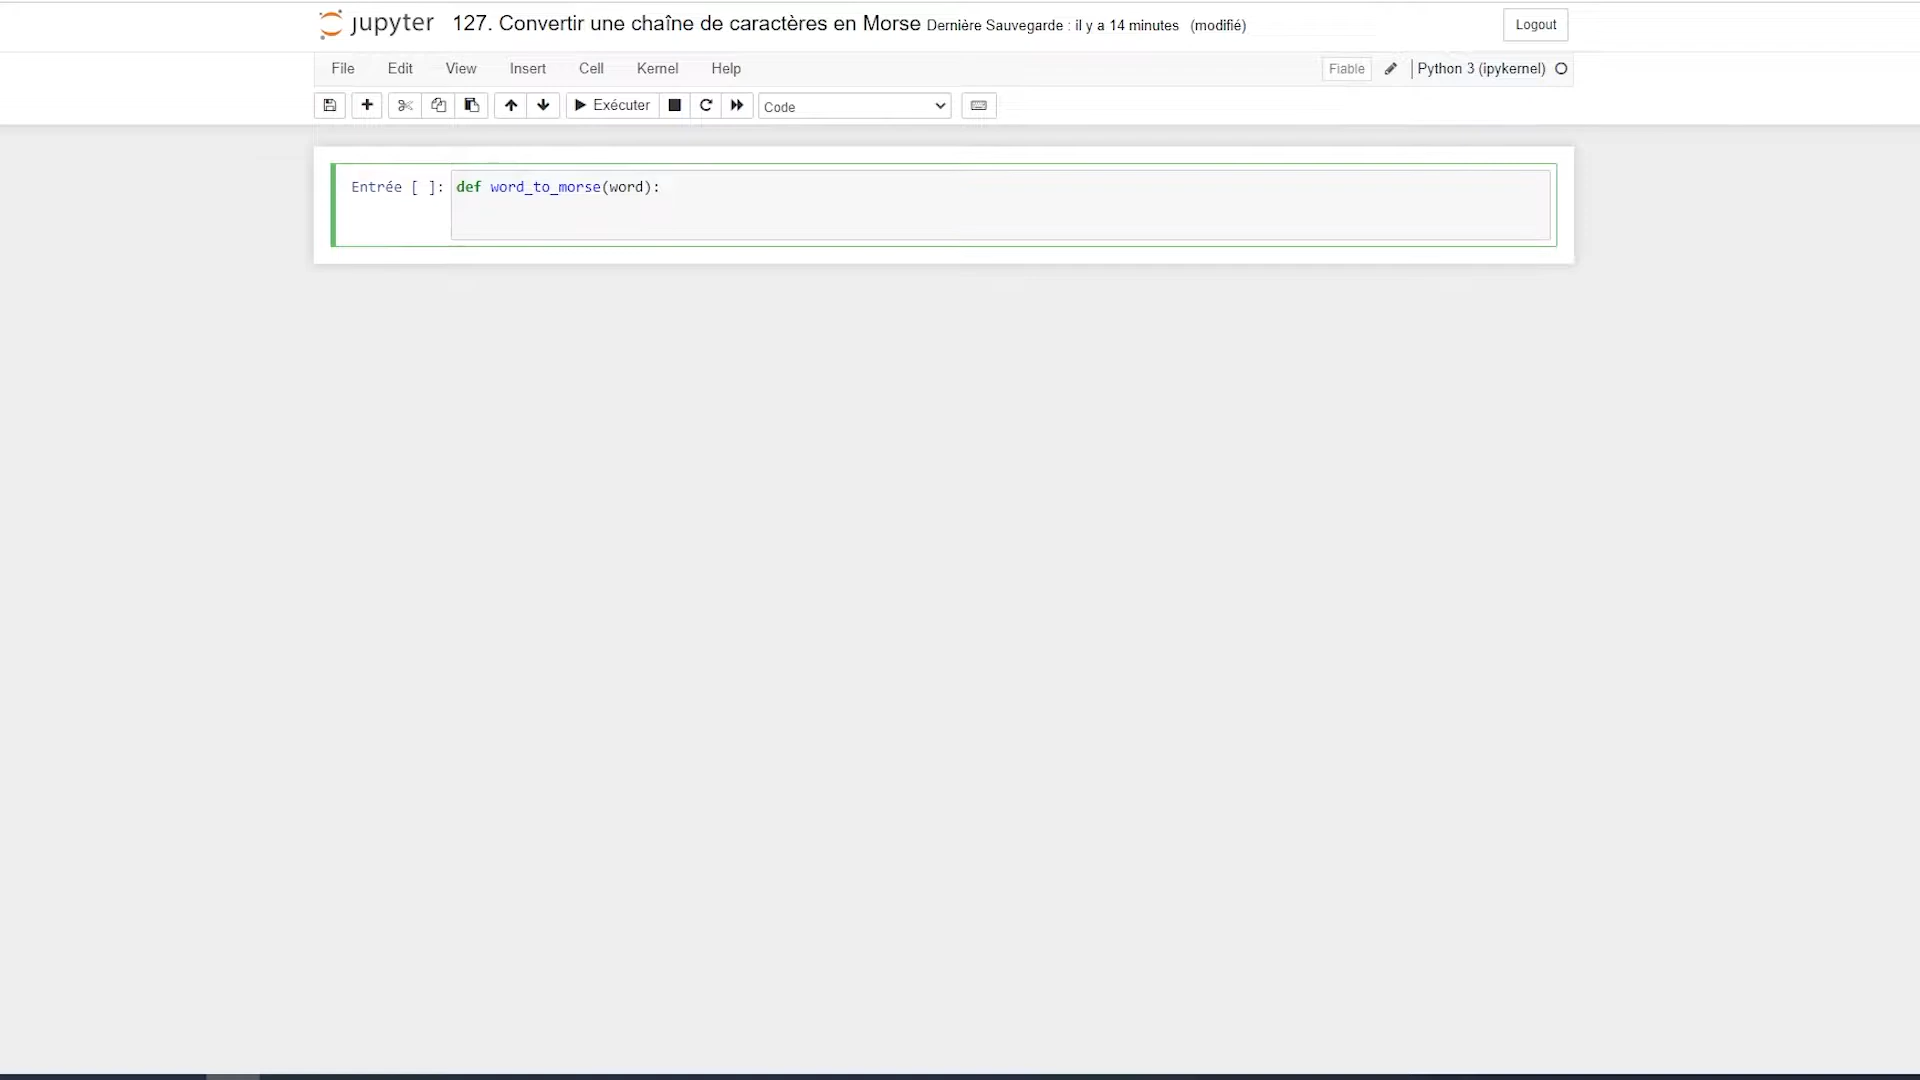 jupyter 127. Convertir une chaîne de caractères en Morse Dernière Sauvegarde : il y a 14 minutes (modifié) Logout
File Edit View Insert Cell Kernel Help Fiable Python 3 (ipykernel)
Exécuter Code
Entrée [ ]: def word_to_morse(word):